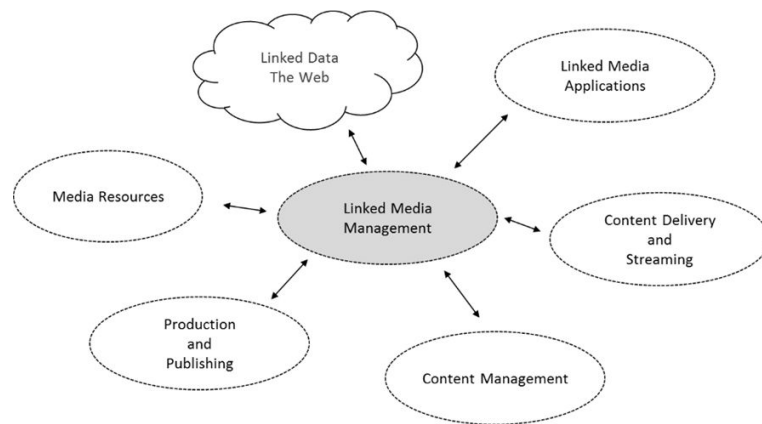 Linked Data
The Web
Linked Media
Applications
Media Resources
Linked Media
Management
Content Delivery
and
Streaming
Production
and
Publishing
Content Management